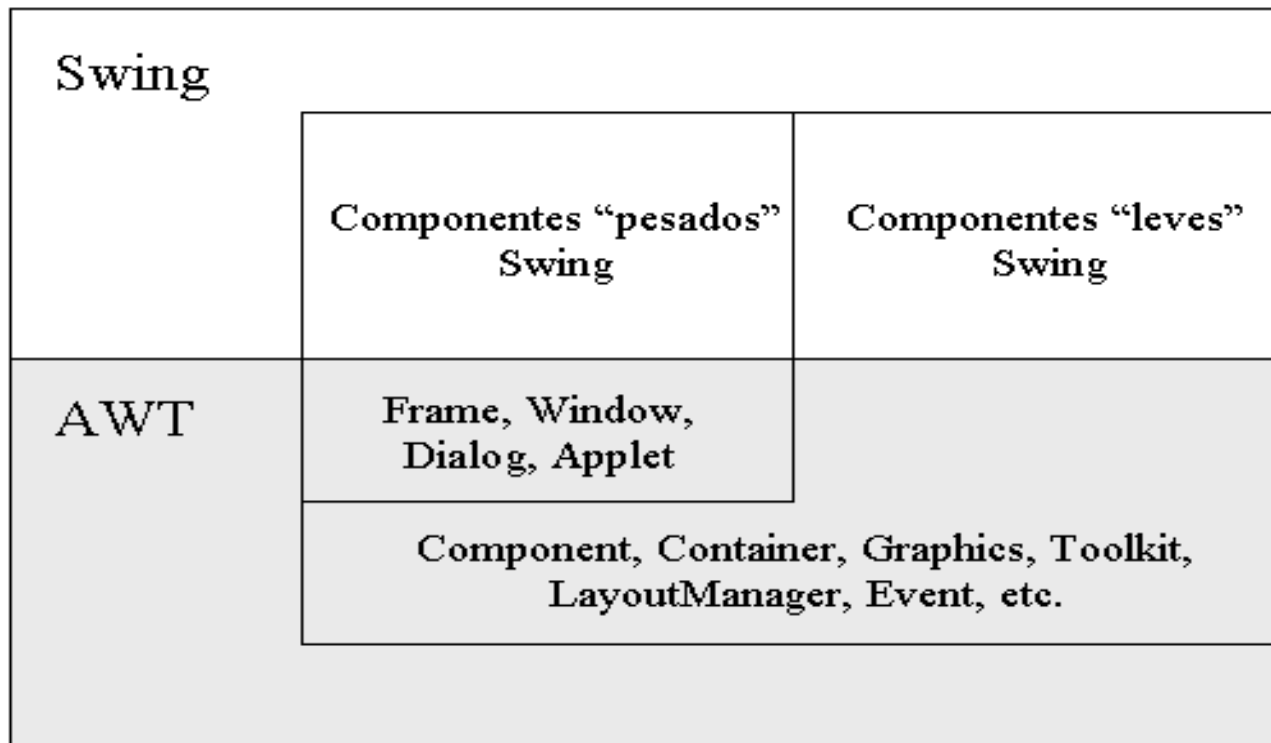 Swing
Componentes “pesados”
Swing
Componentes “leves”
Swing
AWT
Frame, Window,
Dialog, Applet
Component, Container, Graphics, Toolkit,
LayoutManager, Event, etc.